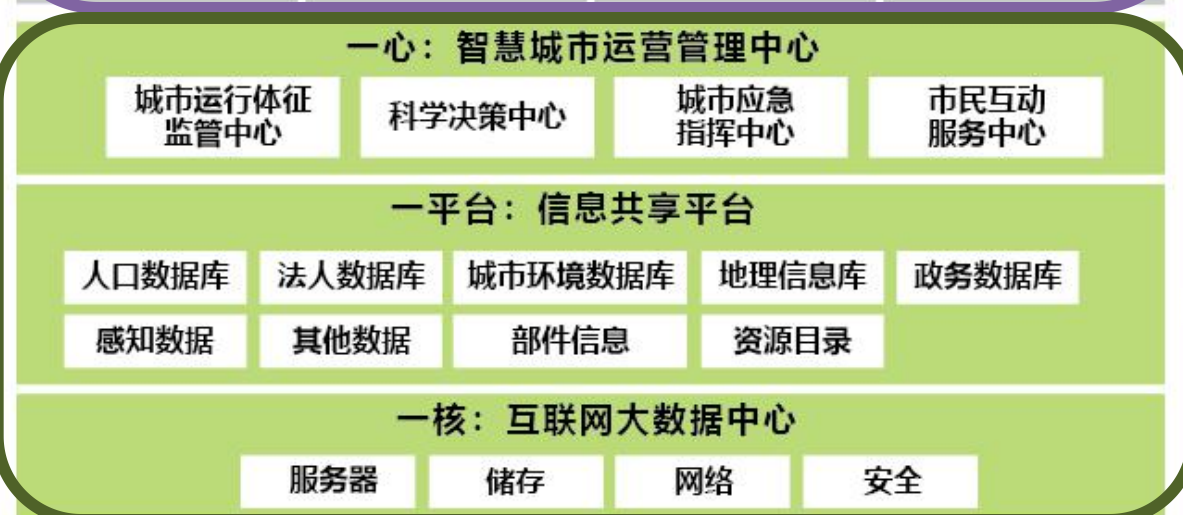 一心：智慧城市运营管理中心
城市运行体征
监管中心
科学决策中心
城市应急
指挥中心
市民互动
服务中心
一平台：信息共享平台
人口数据库
法人数据库
城市环境数据库
地理信息库
政务数据库
感知数据
其他数据
部件信息
资源目录
一核：互联网大数据中心
服务器
储存
网络
安全